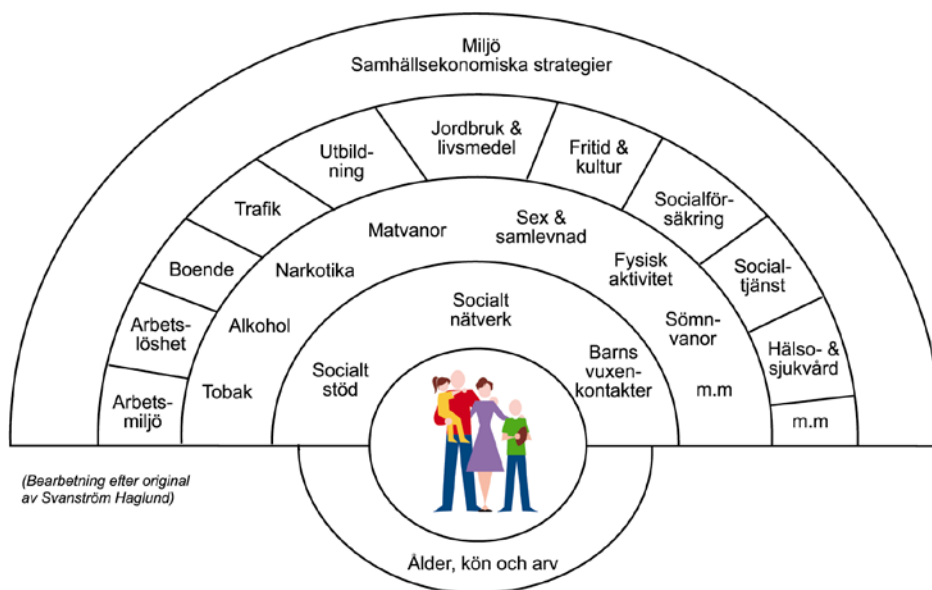 Miljö
Samhällsekonomiska strategier
Arbets-
miljö
Arbets-
löshet
Boende
Trafik
Utbild-
ning
Jordbruk &
livsmedel
Fritid &
kultur
Socialför-
säkring
Social-
tjänst
Hälso- &
sjukvård
m.m
Tobak
Alkohol
Narkotika
Matvanor
Sex &
samlevnad
Fysisk
aktivitet
Sömn-
vanor
m.m
Socialt
stöd
Socialt
nätverk
Barns
vuxen-
kontakter
Ålder, kön och arv
(Bearbetning efter original
av Svanström Haglund)